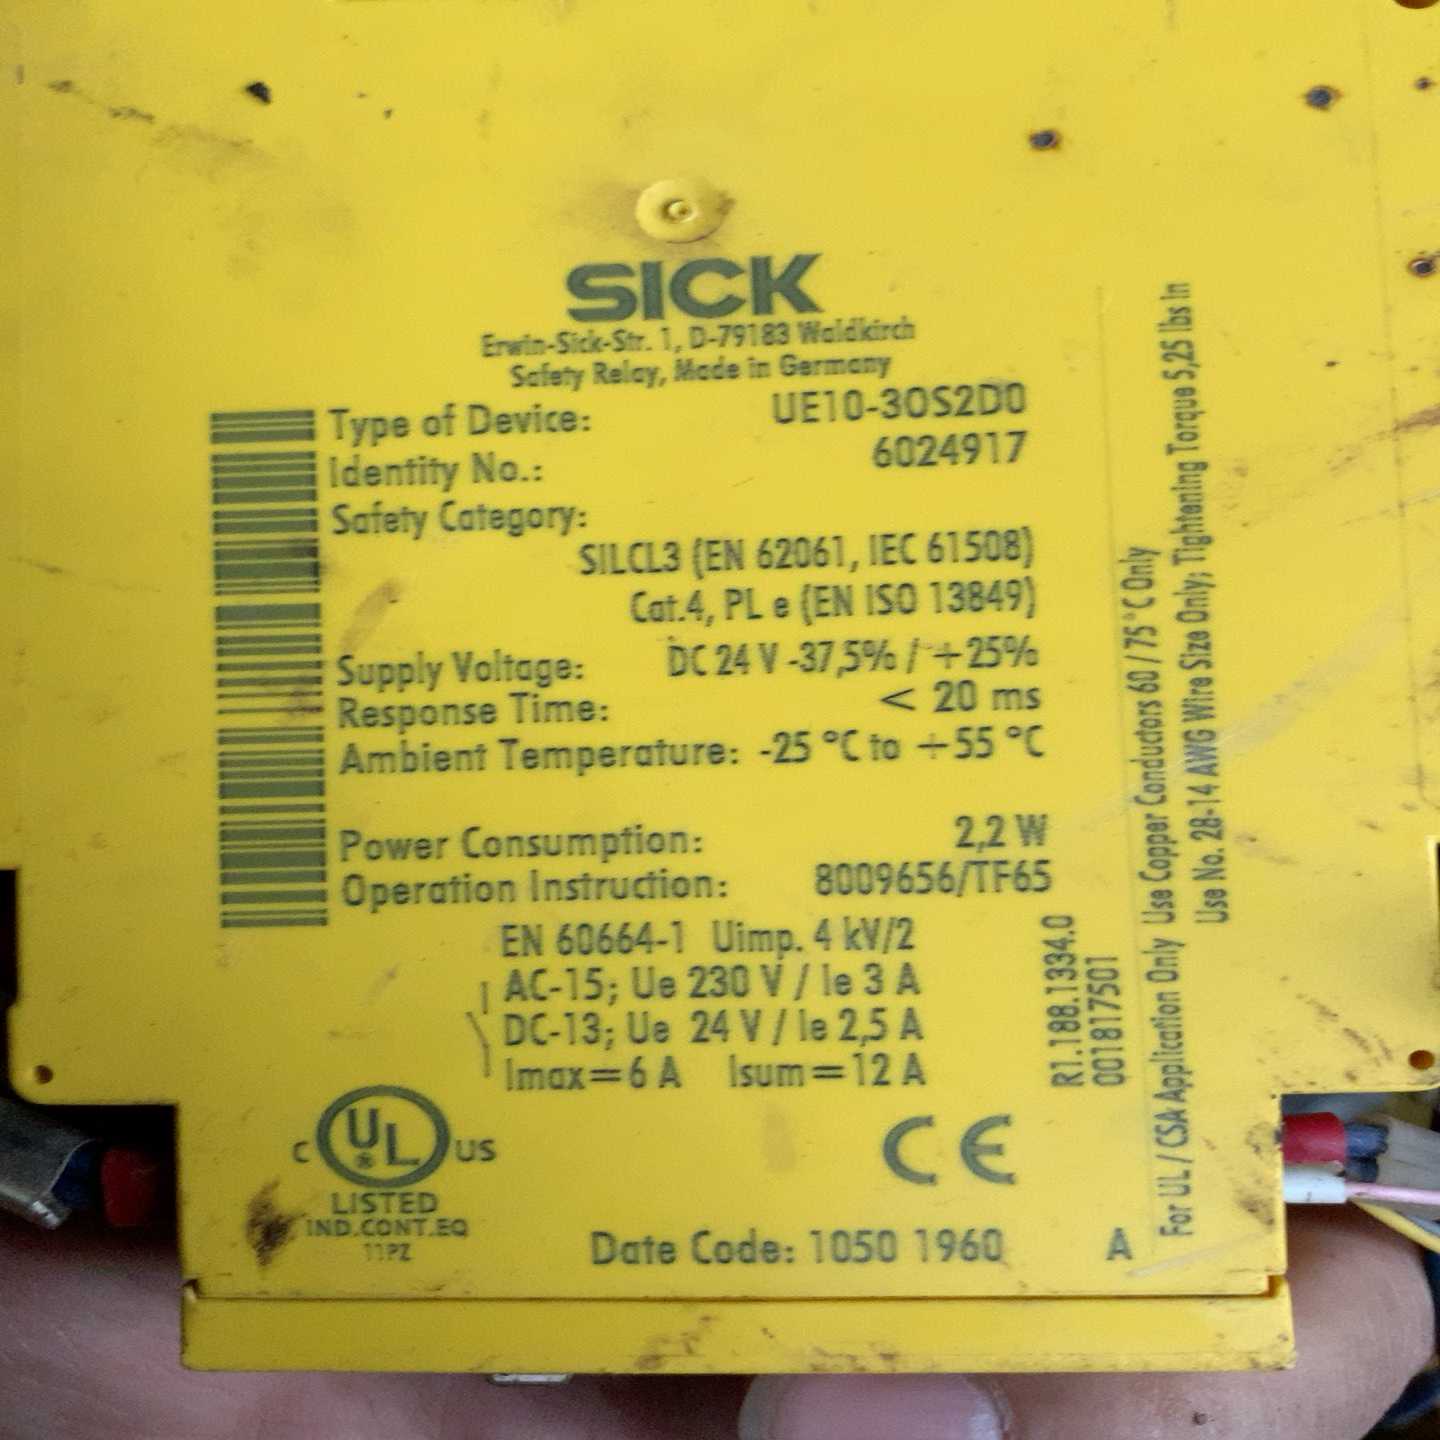 SICK
Erwin-Sick-Str. 1, D-79183 Waldkirch
Safety Relay, Made in Germany
Type of Device: UE10-3OS2D0
Identity No.: 6024917
Safety Category:
SILCL3 (EN 62061, IEC 61508)
Cat.4, PL e (EN ISO 13849)
Supply Voltage: DC 24 V -37,5% / +25%
Response Time: < 20 ms
Ambient Temperature: -25 °C to +55 °C
Power Consumption: 2,2 W
Operation Instruction: 8009656/TF65
EN 60664-1 Uimp. 4 kV/2
AC-15; Ue 230 V / Ie 3 A
DC-13; Ue 24 V / Ie 2,5 A
Imax=6 A Isum=12 A
R1.188.1334.0
001817501
For UL / CSA Application Only Use Copper Conductors 60 / 75°C Only
Use No. 28-14 AWG Wire Size Only; Tightening Torque 5,25 lbs In
C UL US
®
LISTED
IND.CONT.EQ
11PZ
CE
Date Code: 1050 1960 A